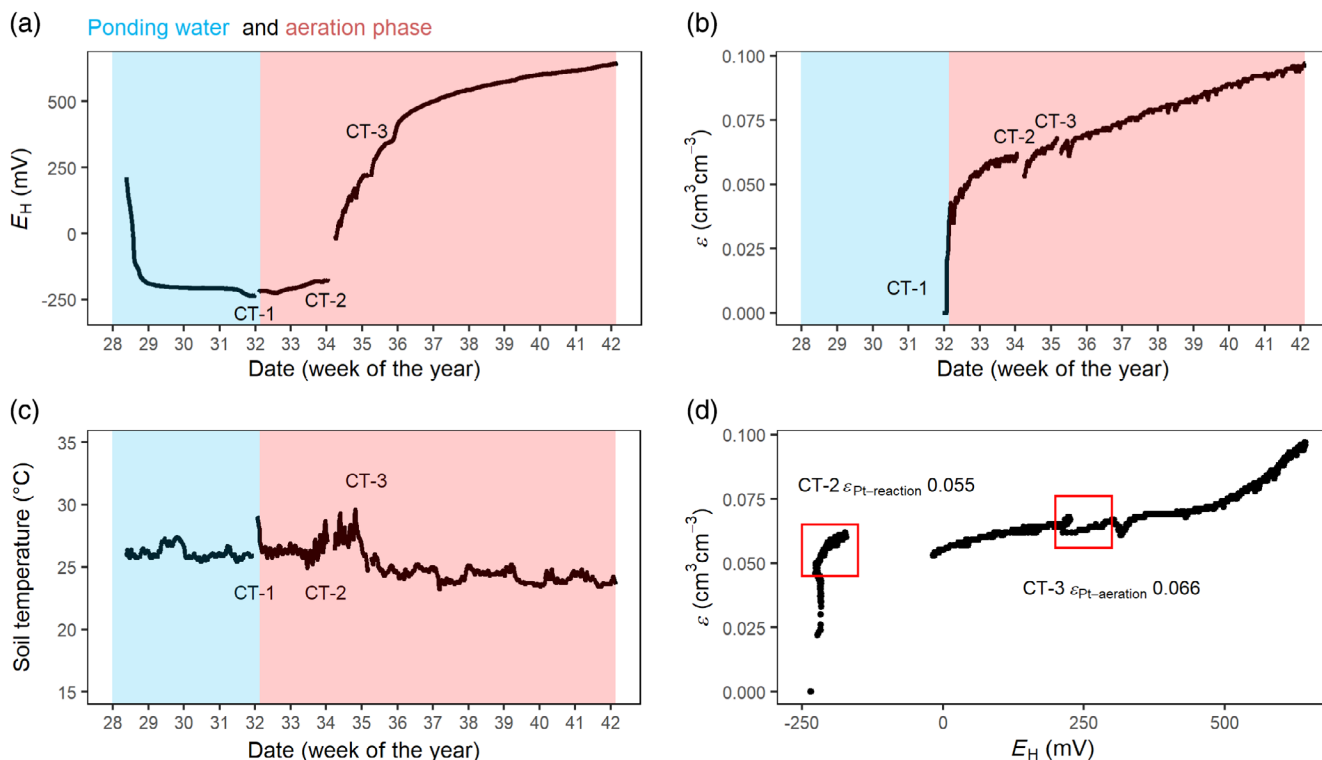 (a)
Ponding water and aeration phase
E_H (mV)
500
250
0
-250
CT-3
CT-1
CT-2
28 29 30 31 32 33 34 35 36 37 38 39 40 41 42
Date (week of the year)
(b)
ε (cm³cm⁻³)
0.100
0.075
0.050
0.025
0.000
CT-2
CT-3
CT-1
28 29 30 31 32 33 34 35 36 37 38 39 40 41 42
Date (week of the year)
(c)
Soil temperature (°C)
35
30
25
20
15
CT-3
CT-1
CT-2
28 29 30 31 32 33 34 35 36 37 38 39 40 41 42
Date (week of the year)
(d)
ε (cm³cm⁻³)
0.100
0.075
0.050
0.025
0.000
CT-2 ε_Pt–reaction 0.055
CT-3 ε_Pt–aeration 0.066
-250 0 250 500
E_H (mV)